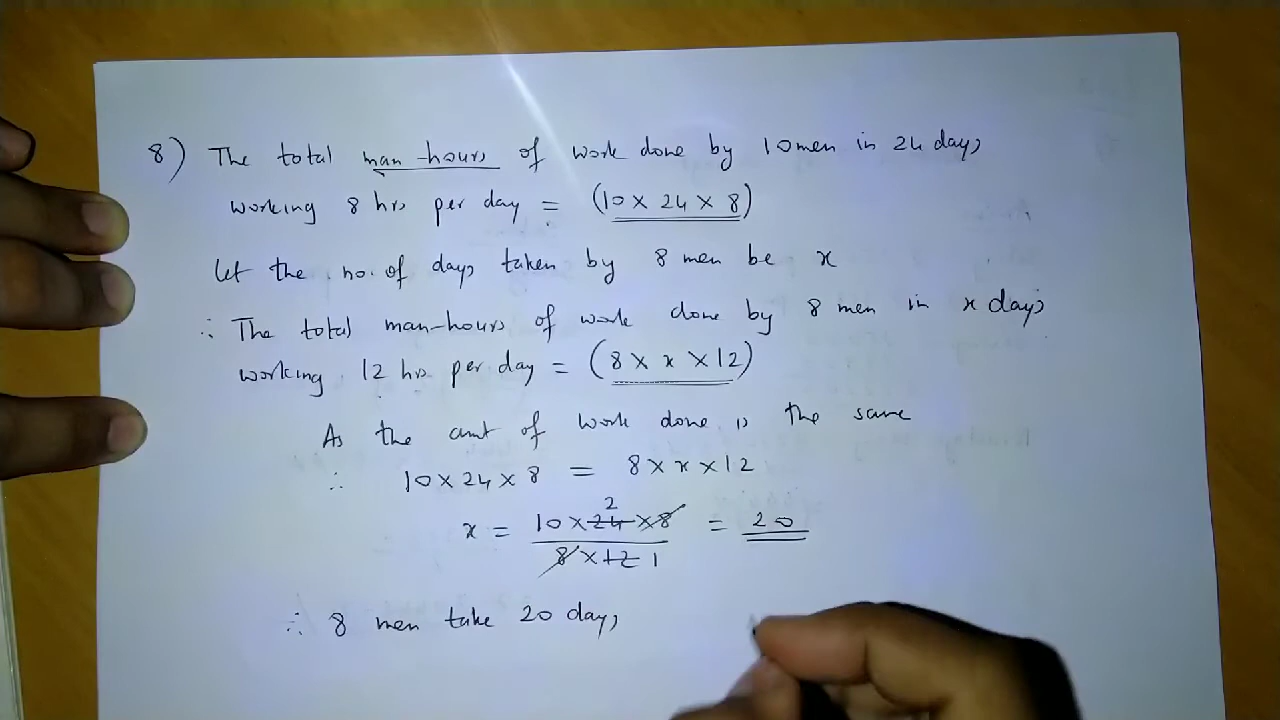 8) The total man-hours of work done by 10 men in 24 days
working 8 hrs per day = (10 × 24 × 8)
let the no. of days taken by 8 men be x
∴ The total man-hours of work done by 8 men in x days
working 12 hrs per day = (8 × x × 12)
As the amt of work done is the same
∴ 10 × 24 × 8 = 8 × x × 12
2
x = 10 × 24 × 8 = 20
8 × 12 1
∴ 8 men take 20 days